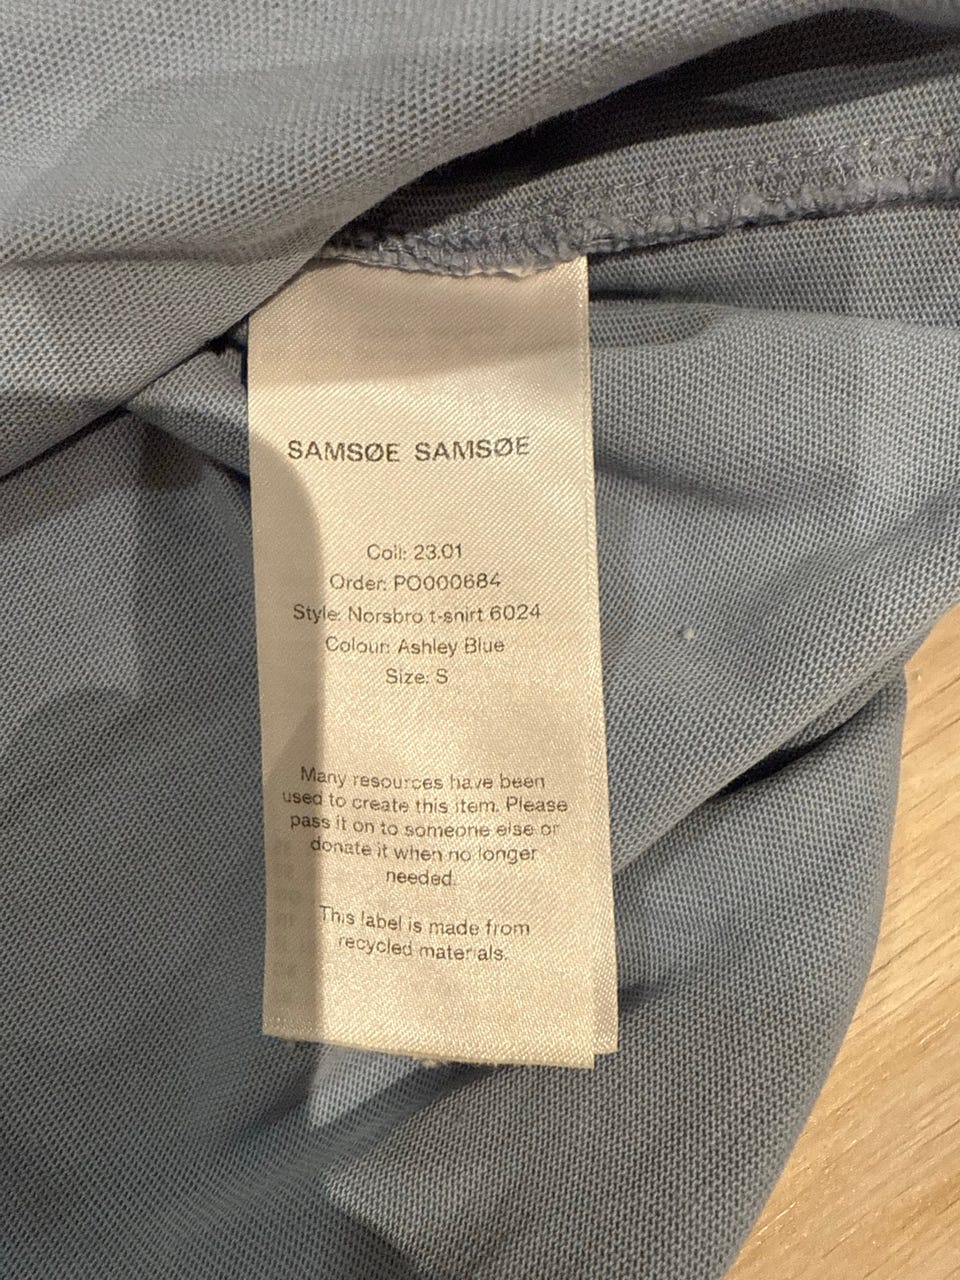 SAMSØE SAMSØE
Coll: 23.01
Order: PO000684
Style: Norsbro t-shirt 6024
Colour: Ashley Blue
Size: S
Many resources have been
used to create this item. Please
pass it on to someone else or
donate it when no longer
needed.
This label is made from
recycled materials.